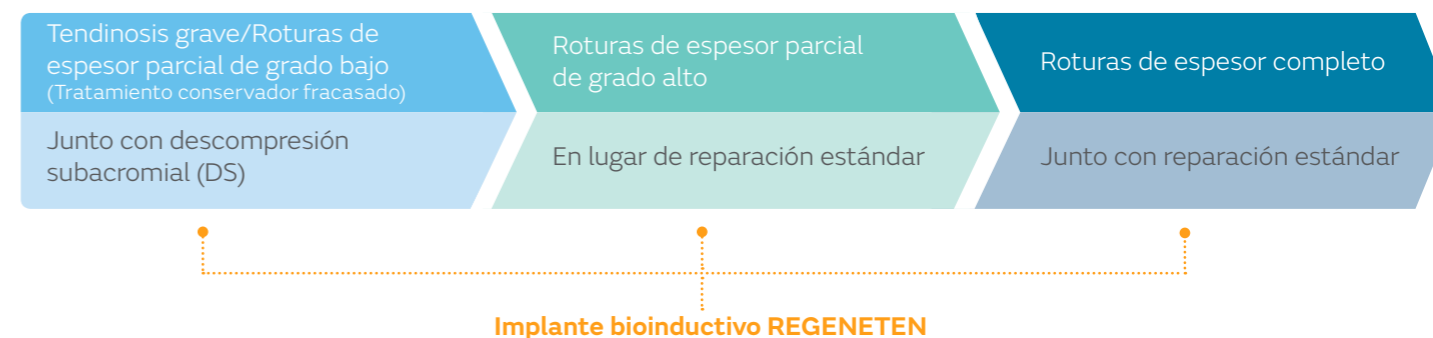 Tendinosis grave/Roturas de
espesor parcial de grado bajo
(Tratamiento conservador fracasado)
Junto con descompresión
subacromial (DS)
Roturas de espesor parcial
de grado alto
En lugar de reparación estándar
Roturas de espesor completo
Junto con reparación estándar
Implante bioinductivo REGENETEN